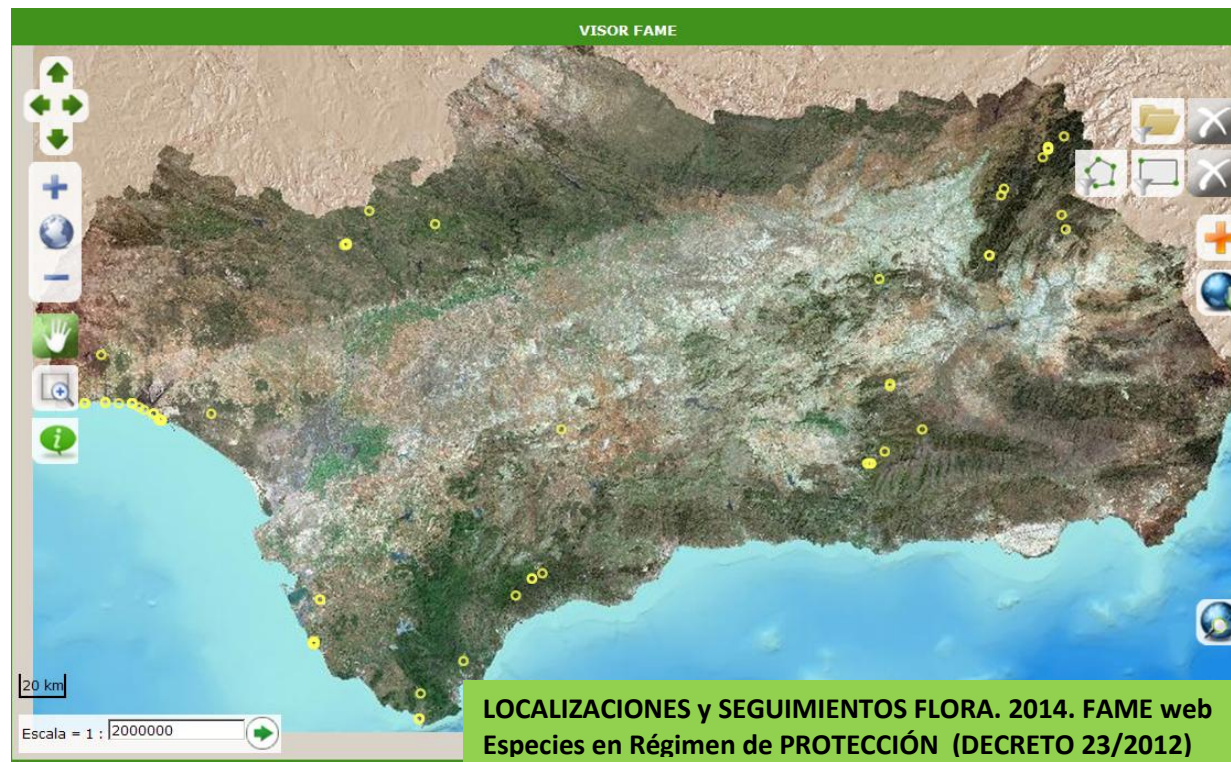 VISOR FAME
20 km
Escala = 1 : 2000000
LOCALIZACIONES y SEGUIMIENTOS FLORA. 2014. FAME web
Especies en Régimen de PROTECCIÓN (DECRETO 23/2012)